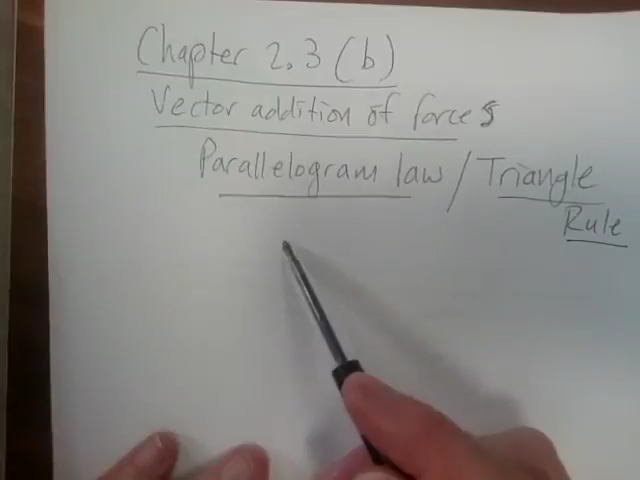 Chapter 2.3 (b)
Vector addition of forces
Parallelogram law / Triangle
Rule